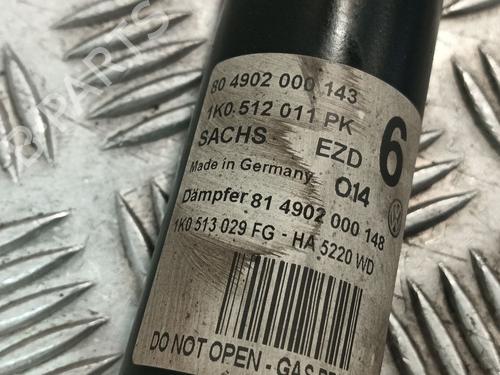 80 4902 000 143
1K0 512 011 PK
SACHS EZD 6
Made in Germany 014
Dämpfer 81 4902 000 148
1K0 513 029 FG - HA 5220 WD
DO NOT OPEN - GAS